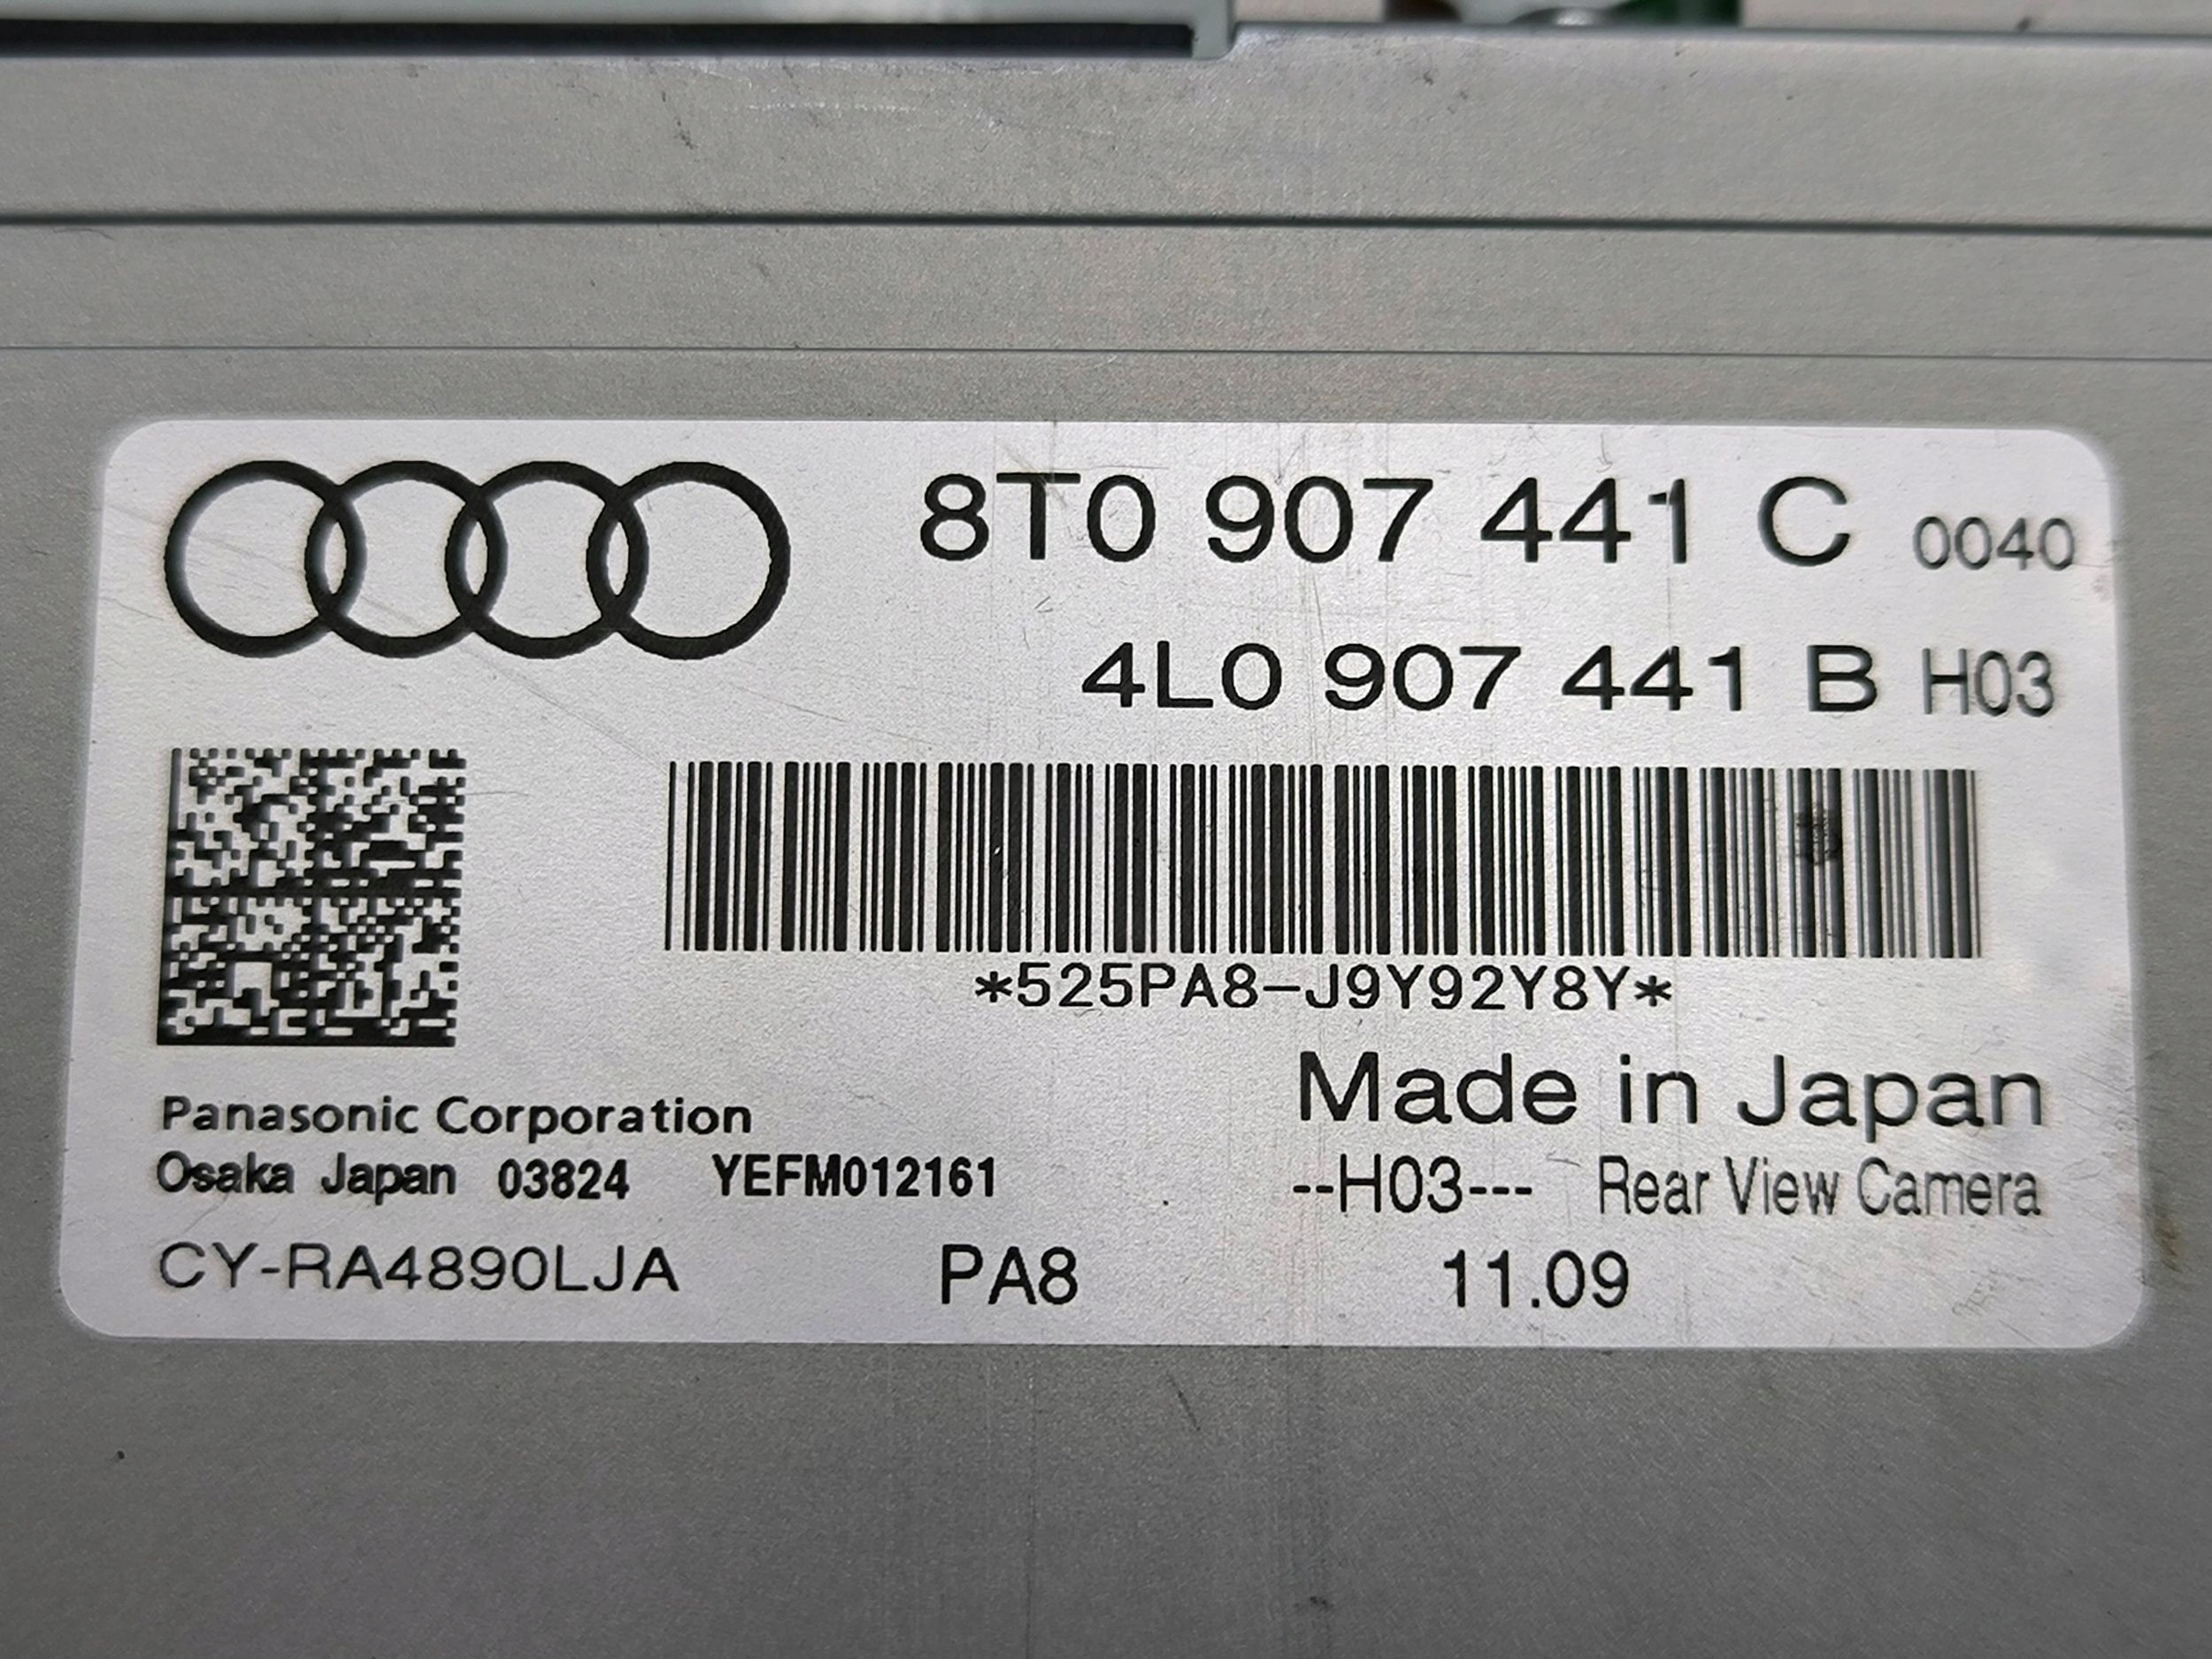 8T0 907 441 C 0040
4L0 907 441 B H03
*525PA8-J9Y92Y8Y*
Made in Japan
Panasonic Corporation
Osaka Japan 03824 YEFM012161
--H03--- Rear View Camera
CY-RA4890LJA PA8 11.09